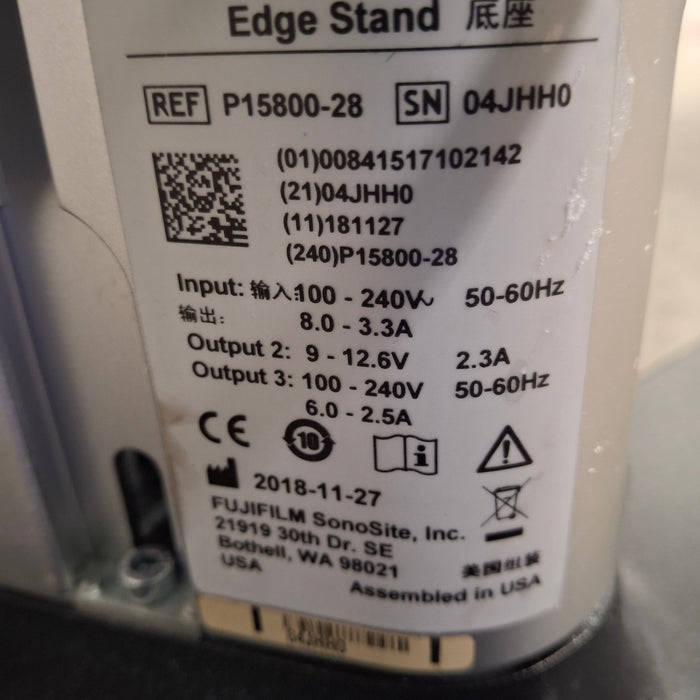 Edge Stand 底座
REF P15800-28 SN 04JHH0
(01)00841517102142
(21)04JHH0
(11)181127
(240)P15800-28
Input: 输入:100 - 240V∿ 50-60Hz
输出: 8.0 - 3.3A
Output 2: 9 - 12.6V 2.3A
Output 3: 100 - 240V 50-60Hz
6.0 - 2.5A
CE 10 i !
2018-11-27
FUJIFILM SonoSite, Inc.
21919 30th Dr. SE
Bothell, WA 98021
USA
美国组装
Assembled in USA
04JHH0